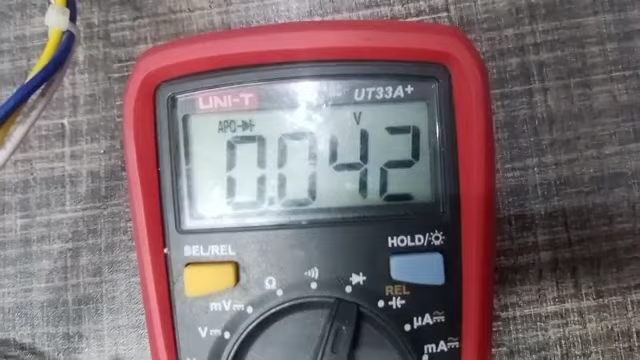 UNI-T
UT33A+
APO V
0.042
SEL/REL
HOLD/
Ω
REL
mV
V
μA
mA